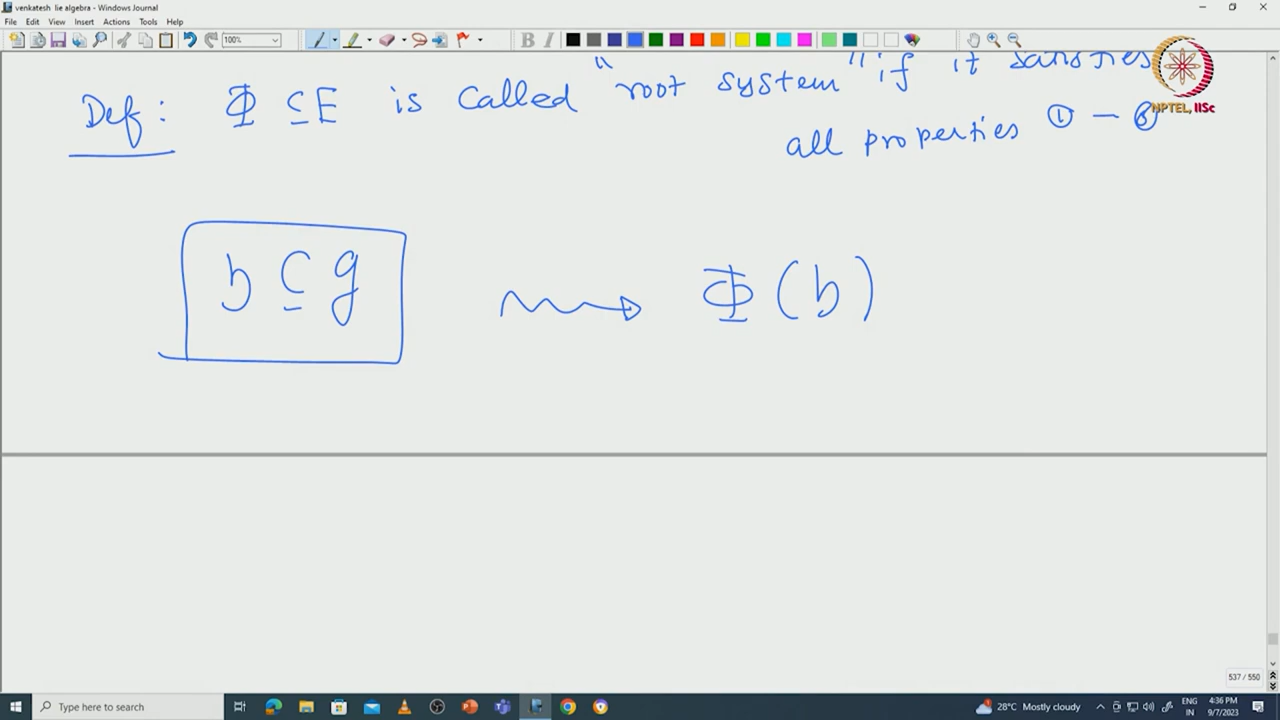 venkatesh lie algebra - Windows Journal
File Edit View Insert Actions Tools Help
100%
B I
NPTEL, IISc
Def : Φ ⊆ E is called "root system" if it satisfies
all properties ① —
h ⊆ g ⇝ Φ(h)
537 / 550
Type here to search
28°C Mostly cloudy
ENG
IN
4:36 PM
9/7/2023